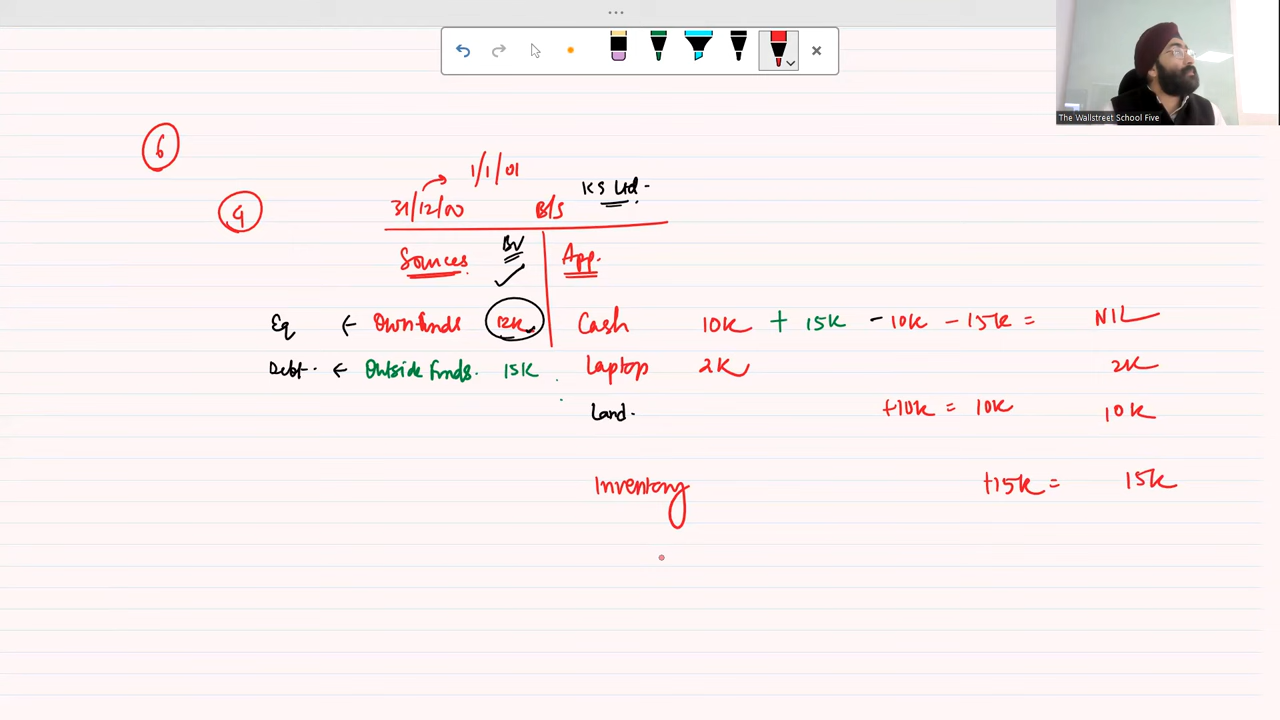 The Wallstreet School Five
6
1/1/01
9
31/12/00 B/S KS Ltd.
Sources BV App.
Eq ← Own funds 12K Cash 10K + 15K - 10K - 15K = NIL
Debt. ← Outside funds. 15K Laptop 2K 2K
Land. +10K = 10K 10K
Inventory +15K = 15K